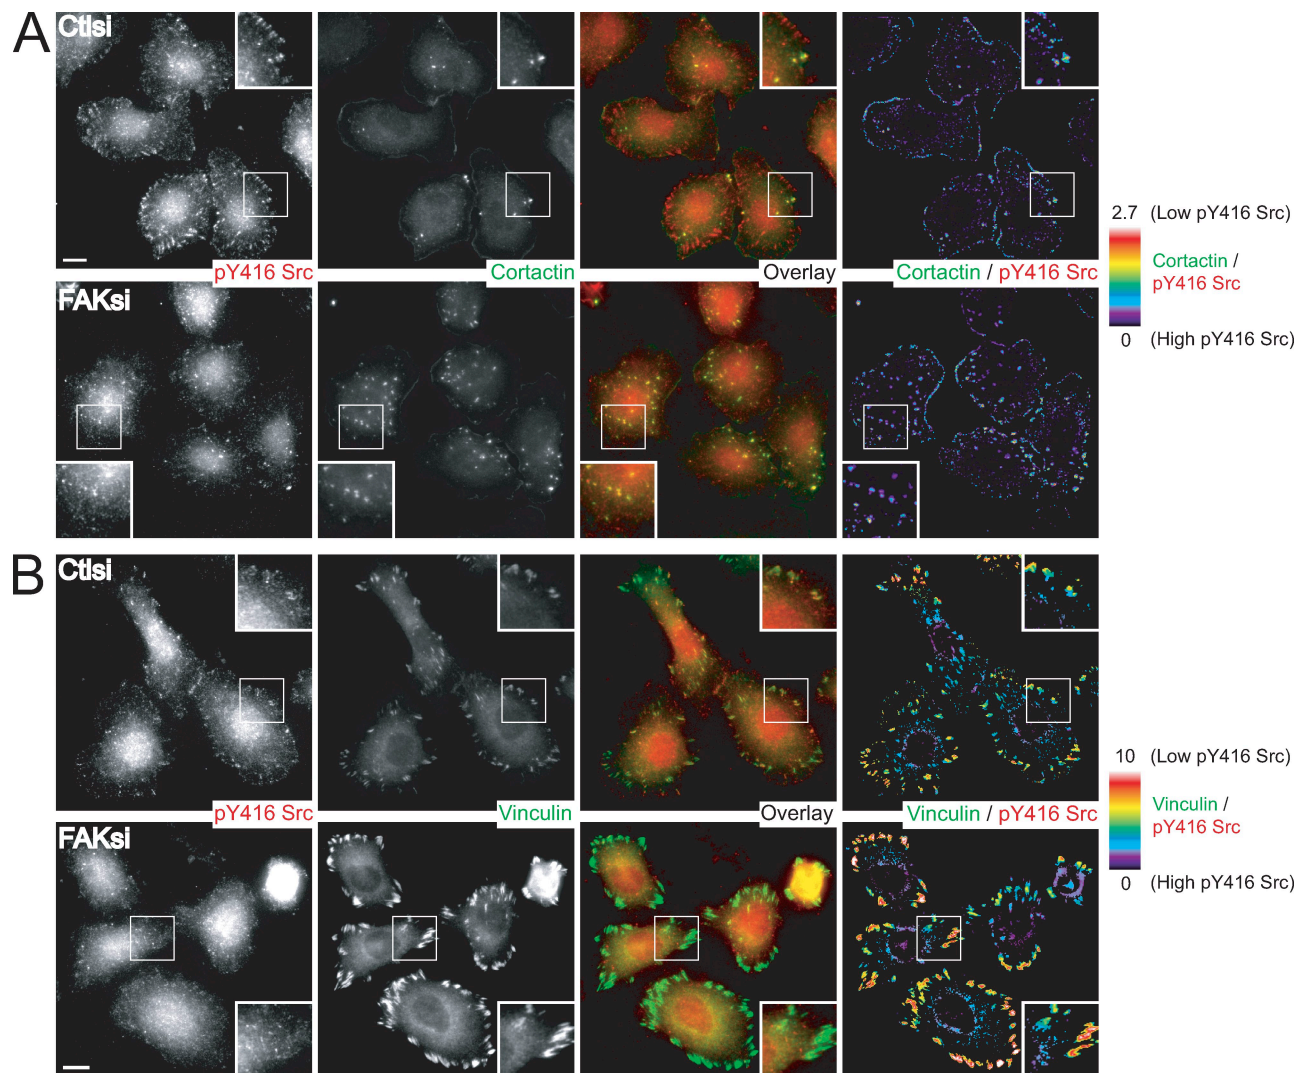 A
Ctlsi
pY416 Src
Cortactin
Overlay
Cortactin / pY416 Src
2.7 (Low pY416 Src)
Cortactin /
pY416 Src
0 (High pY416 Src)
FAKsi
B
Ctlsi
pY416 Src
Vinculin
Overlay
Vinculin / pY416 Src
10 (Low pY416 Src)
Vinculin /
pY416 Src
0 (High pY416 Src)
FAKsi